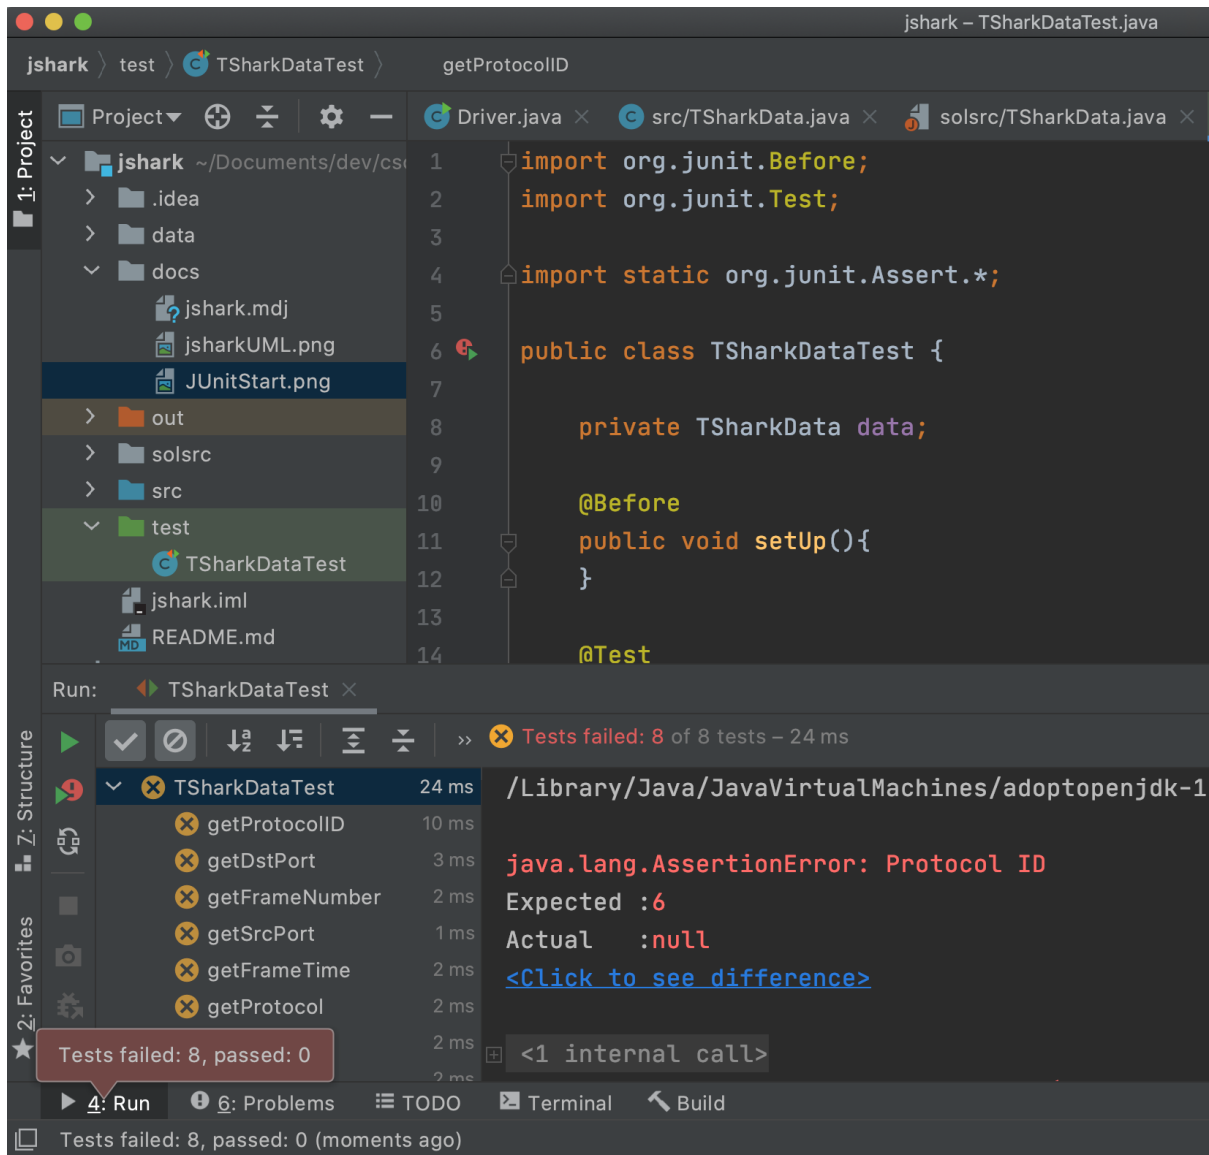 jshark – TSharkDataTest.java
jshark test TSharkDataTest getProtocolID
1: Project
Project
Driver.java
src/TSharkData.java
solsrc/TSharkData.java
jshark ~/Documents/dev/csc
.idea
data
docs
jshark.mdj
jsharkUML.png
JUnitStart.png
out
solsrc
src
test
TSharkDataTest
jshark.iml
README.md
1 import org.junit.Before;
2 import org.junit.Test;
3
4 import static org.junit.Assert.*;
5
6 public class TSharkDataTest {
7
8 private TSharkData data;
9
10 @Before
11 public void setUp(){
12 }
13
14 @Test
Run: TSharkDataTest
Z: Structure
2: Favorites
» Tests failed: 8 of 8 tests – 24 ms
TSharkDataTest 24 ms
getProtocolID 10 ms
getDstPort 3 ms
getFrameNumber 2 ms
getSrcPort 1 ms
getFrameTime 2 ms
getProtocol 2 ms
2 ms
2 ms
/Library/Java/JavaVirtualMachines/adoptopenjdk-1
java.lang.AssertionError: Protocol ID
Expected :6
Actual :null
<Click to see difference>
<1 internal call>
Tests failed: 8, passed: 0
4: Run
6: Problems
TODO
Terminal
Build
Tests failed: 8, passed: 0 (moments ago)